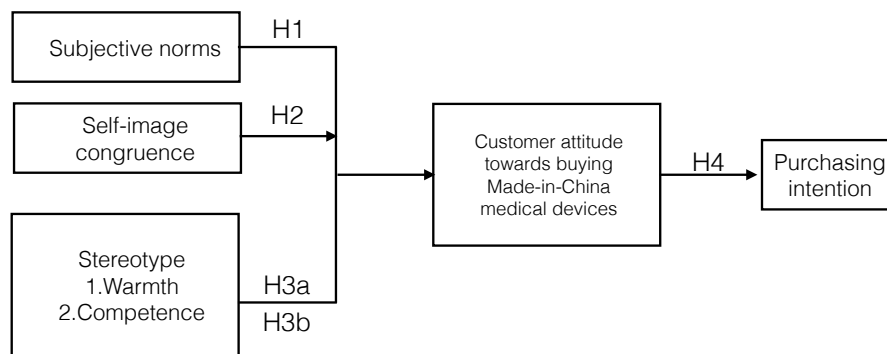 Subjective norms
H1
Self-image
congruence
H2
Stereotype
1.Warmth
2.Competence
H3a
H3b
Customer attitude
towards buying
Made-in-China
medical devices
H4
Purchasing
intention